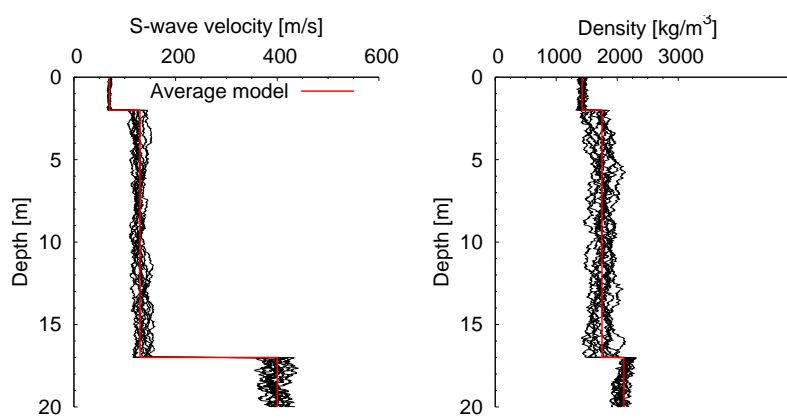 S-wave velocity [m/s]
0 200 400 600
Depth [m]
0
5
10
15
20
Average model
Density [kg/m³]
0 1000 2000 3000
Depth [m]
0
5
10
15
20